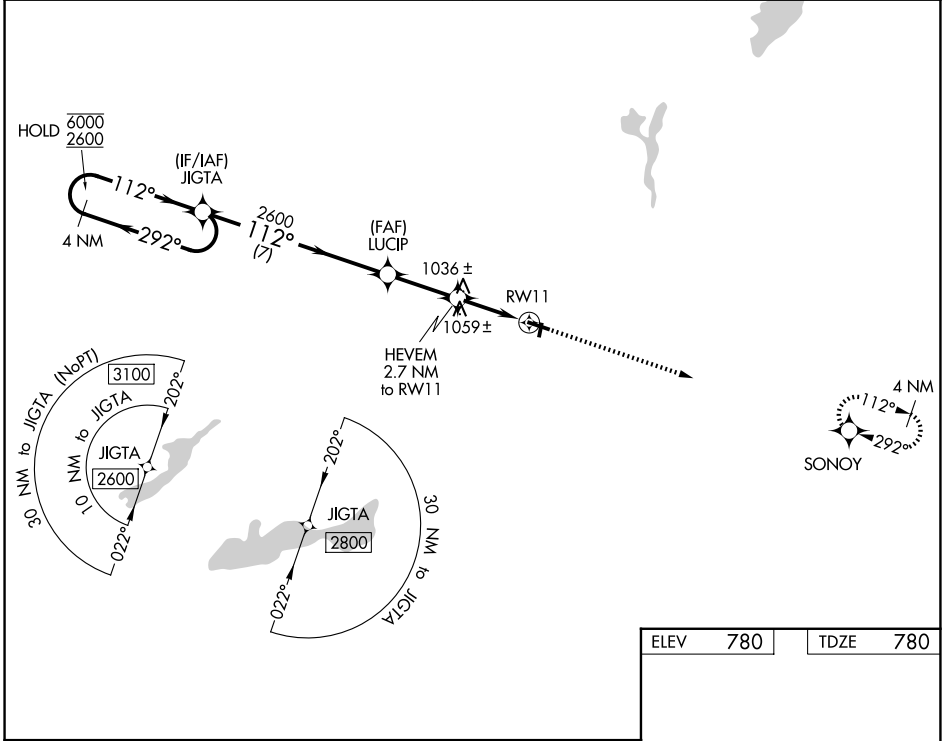 HOLD 6000
2600
(IF/IAF)
JIGTA
112°
292°
4 NM
2600
112°
(7)
(FAF)
LUCIP
1036 ±
1059 ±
HEVEM
2.7 NM
to RW11
RW11
4 NM
112°
292°
SONOY
30 NM to JIGTA (NoPT)
3100
202°
10 NM to JIGTA
JIGTA
2600
022°
202°
JIGTA
2800
30 NM to JIGTA
022°
ELEV 780
TDZE 780